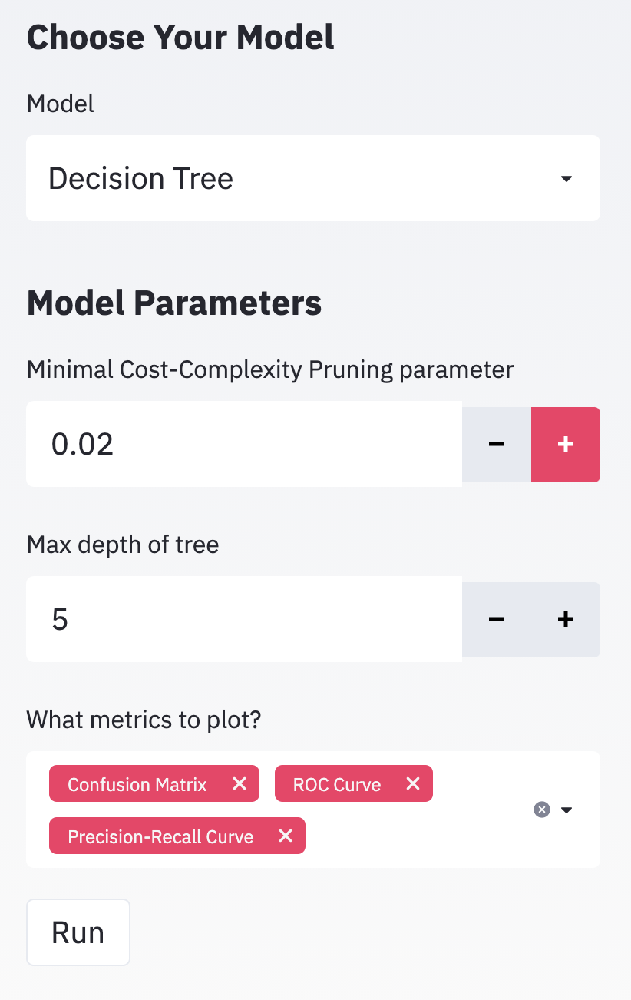 Choose Your Model
Model
Decision Tree
Model Parameters
Minimal Cost-Complexity Pruning parameter
0.02 − +
Max depth of tree
5 − +
What metrics to plot?
Confusion Matrix × ROC Curve ×
Precision-Recall Curve ×
Run